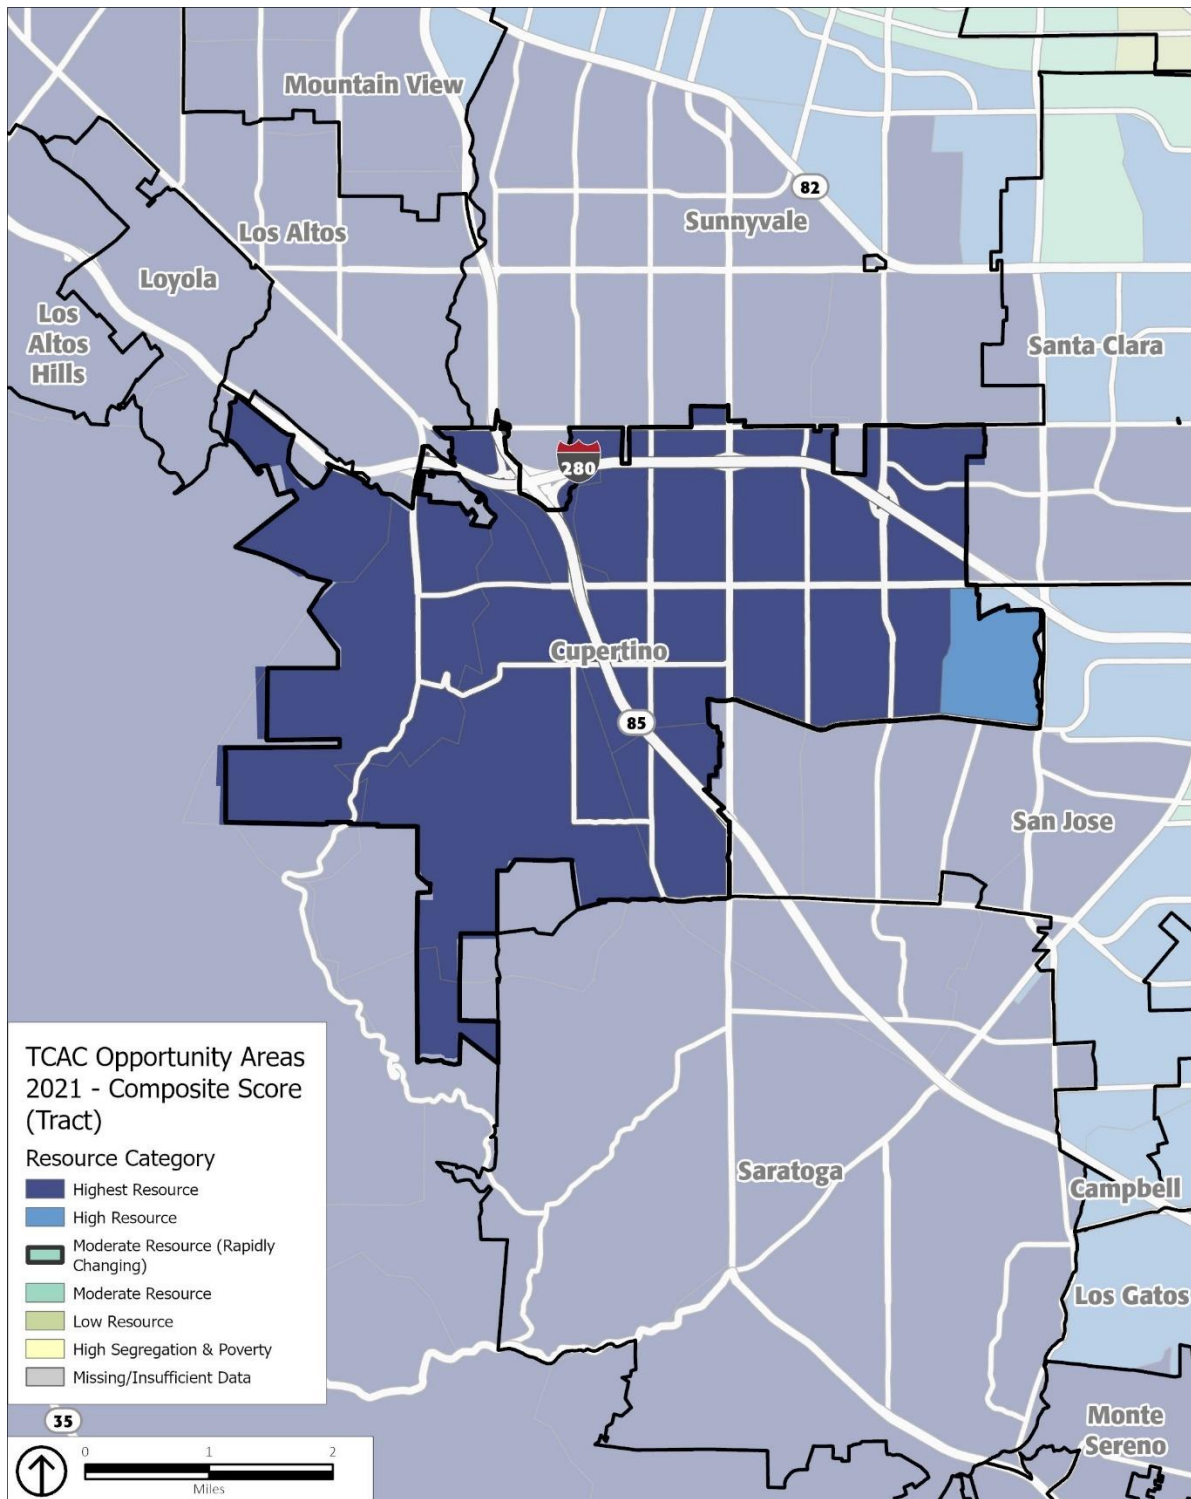 Mountain View
82
Sunnyvale
Los Altos
Loyola
Los
Altos
Hills
Santa Clara
280
Cupertino
85
San Jose
TCAC Opportunity Areas
2021 - Composite Score
(Tract)
Resource Category
Highest Resource
High Resource
Moderate Resource (Rapidly
Changing)
Moderate Resource
Low Resource
High Segregation & Poverty
Missing/Insufficient Data
Saratoga
Campbell
Los Gatos
Monte
Sereno
35
0 1 2
Miles